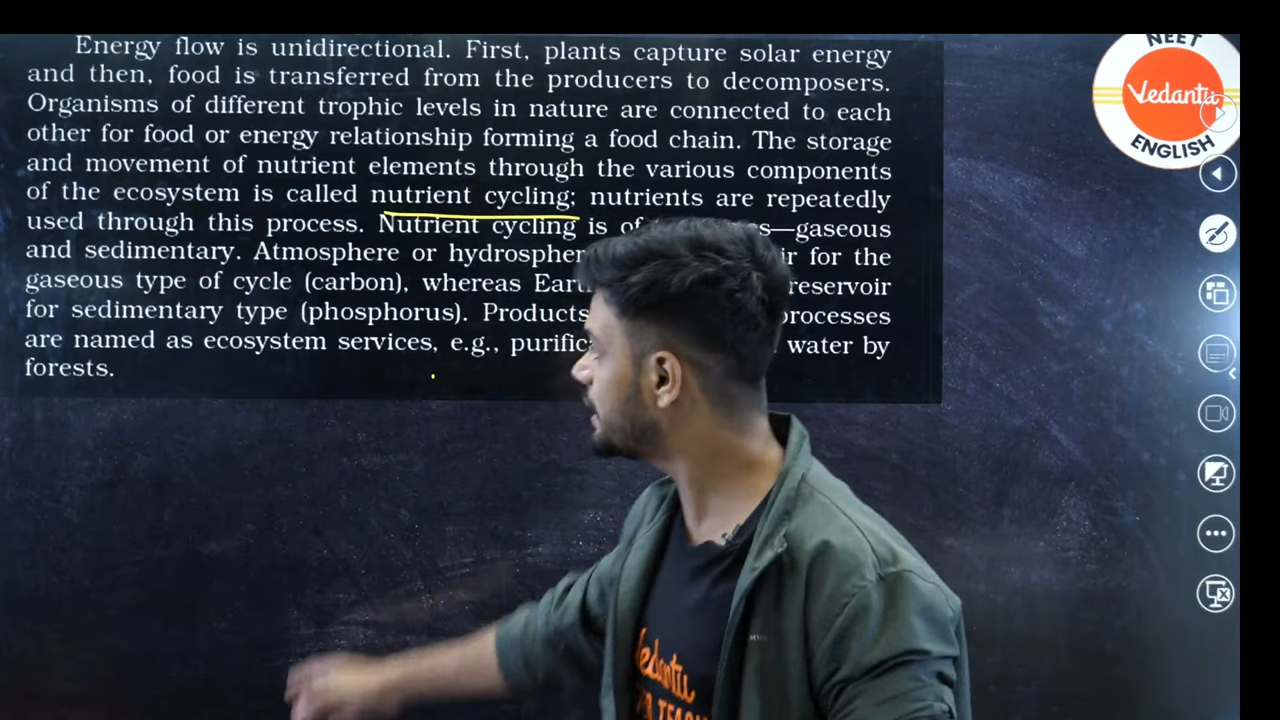 Energy flow is unidirectional. First, plants capture solar energy
and then, food is transferred from the producers to decomposers.
Organisms of different trophic levels in nature are connected to each
other for food or energy relationship forming a food chain. The storage
and movement of nutrient elements through the various components
of the ecosystem is called nutrient cycling; nutrients are repeatedly
used through this process. Nutrient cycling is of —gaseous
and sedimentary. Atmosphere or for the
gaseous type of cycle (carbon), whereas reservoir
for sedimentary type (phosphorus). Products processes
are named as ecosystem services, e.g., water by
forests.
NEET
Vedantu
ENGLISH
Vedantu